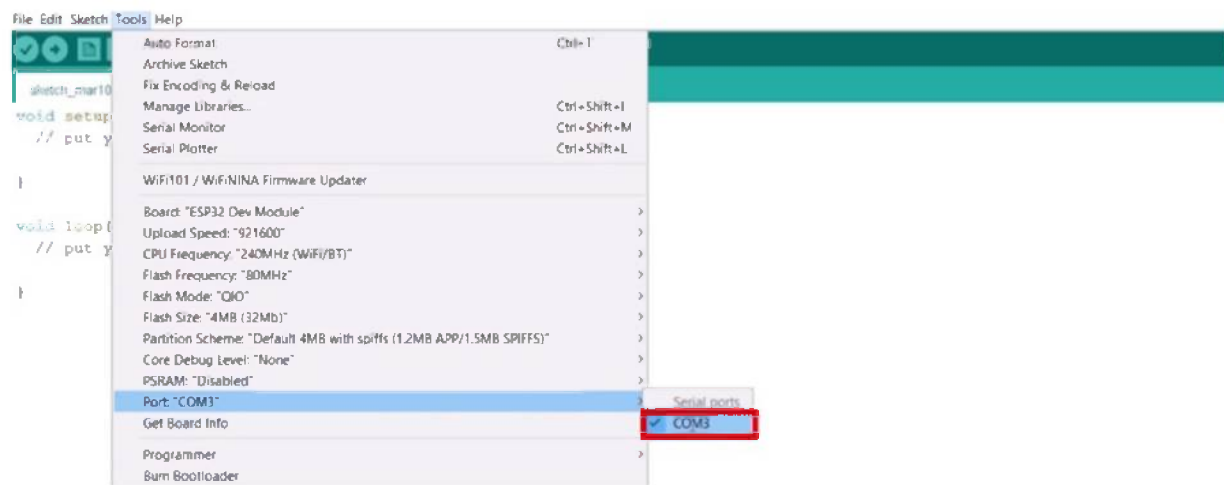 File Edit Sketch Tools Help
Auto Format Ctrl+T
Archive Sketch
sketch_mar10
Fix Encoding & Reload
void setup
Manage Libraries... Ctrl+Shift+I
// put y
Serial Monitor Ctrl+Shift+M
Serial Plotter Ctrl+Shift+L
}
WiFi101 / WiFiNINA Firmware Updater
Board: "ESP32 Dev Module"
void loop(
Upload Speed: "921600"
// put y
CPU Frequency: "240MHz (WiFi/BT)"
Flash Frequency: "80MHz"
}
Flash Mode: "QIO"
Flash Size: "4MB (32Mb)"
Partition Scheme: "Default 4MB with spiffs (1.2MB APP/1.5MB SPIFFS)"
Core Debug Level: "None"
PSRAM: "Disabled"
Port: "COM3"
Serial ports
Get Board Info
COM3
Programmer
Burn Bootloader